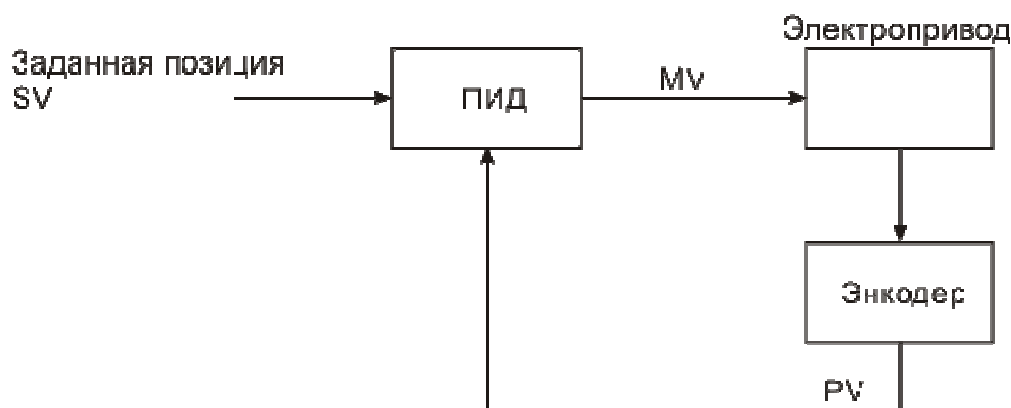 Электропривод
Заданная позиция
SV
ПИД
MV
Энкодер
PV